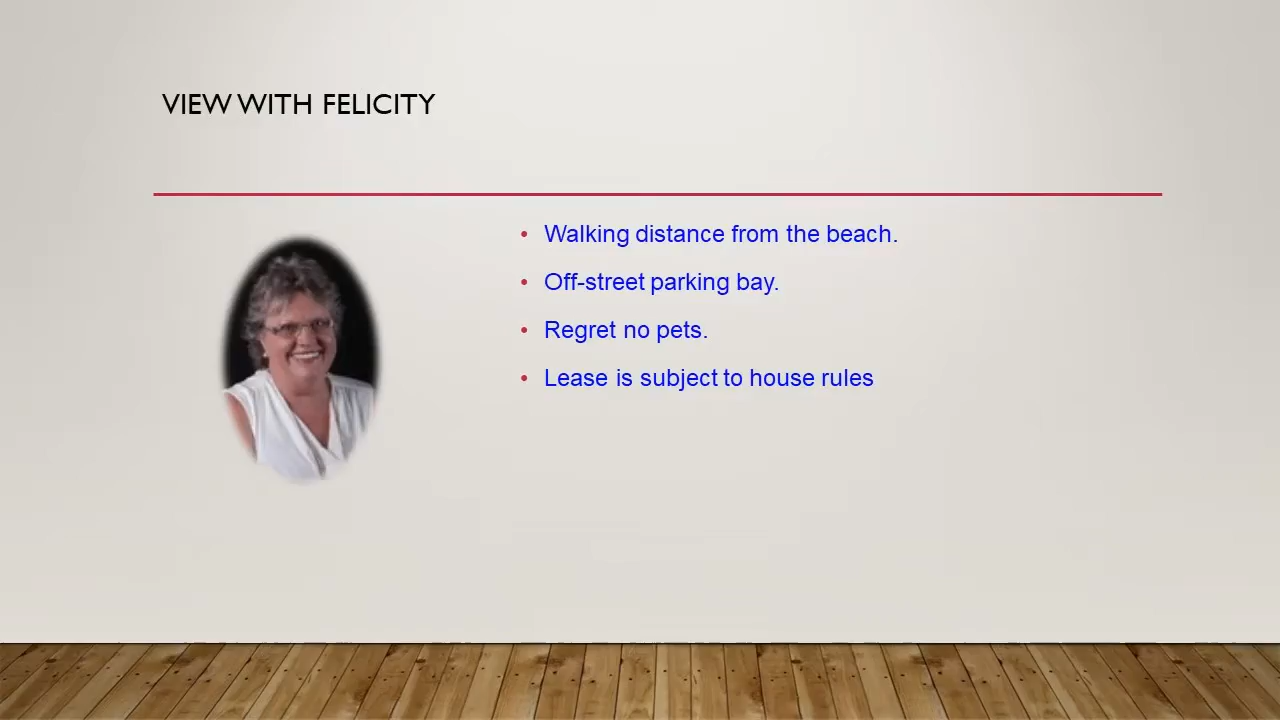 VIEW WITH FELICITY
• Walking distance from the beach.
• Off-street parking bay.
• Regret no pets.
• Lease is subject to house rules